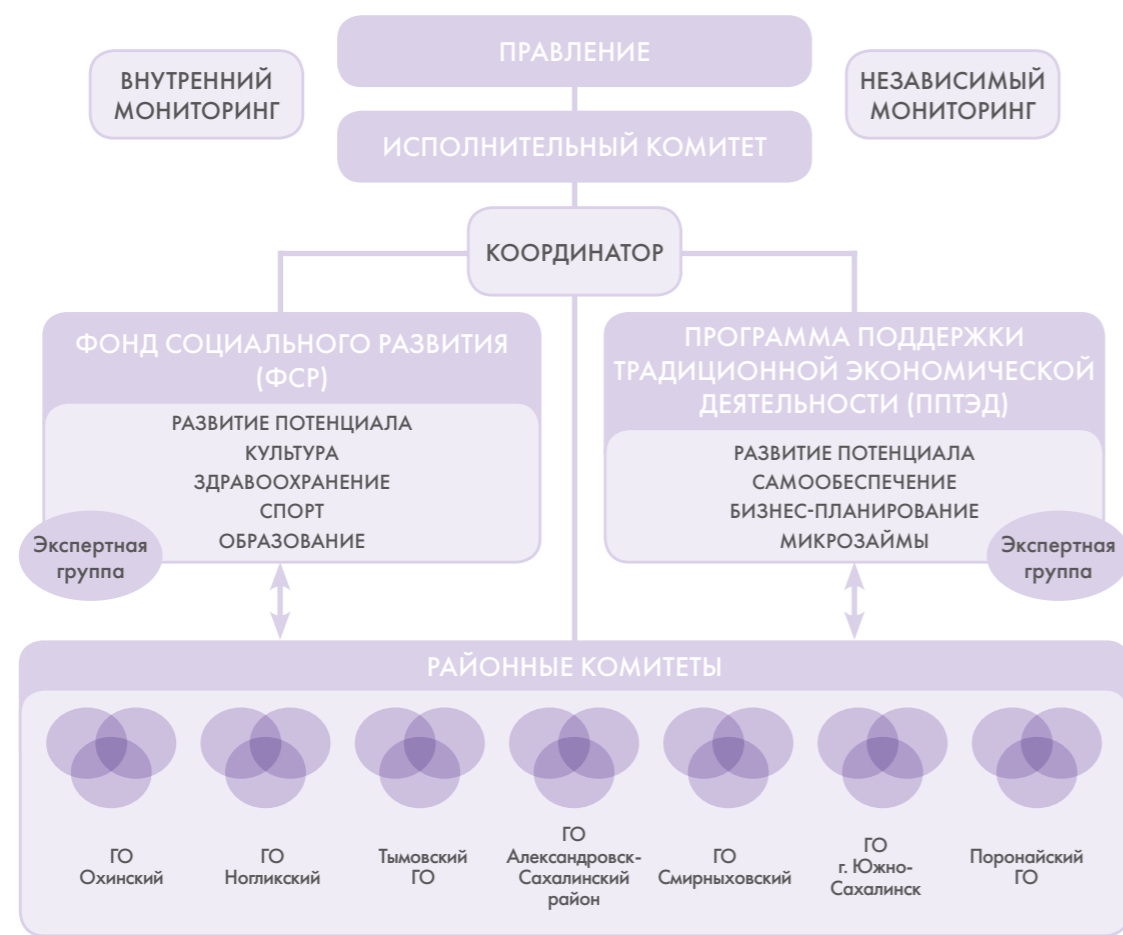 ПРАВЛЕНИЕ
ВНУТРЕННИЙ
МОНИТОРИНГ
НЕЗАВИСИМЫЙ
МОНИТОРИНГ
ИСПОЛНИТЕЛЬНЫЙ КОМИТЕТ
КООРДИНАТОР
ФОНД СОЦИАЛЬНОГО РАЗВИТИЯ
(ФСР)
РАЗВИТИЕ ПОТЕНЦИАЛА
КУЛЬТУРА
ЗДРАВООХРАНЕНИЕ
СПОРТ
ОБРАЗОВАНИЕ
Экспертная
группа
ПРОГРАММА ПОДДЕРЖКИ
ТРАДИЦИОННОЙ ЭКОНОМИЧЕСКОЙ
ДЕЯТЕЛЬНОСТИ (ППТЭД)
РАЗВИТИЕ ПОТЕНЦИАЛА
САМООБЕСПЕЧЕНИЕ
БИЗНЕС-ПЛАНИРОВАНИЕ
МИКРОЗАЙМЫ
Экспертная
группа
РАЙОННЫЕ КОМИТЕТЫ
ГО
Охинский
ГО
Ногликский
Тымовский
ГО
ГО
Александровск-
Сахалинский
район
ГО
Смирныховский
ГО
г. Южно-
Сахалинск
Поронайский
ГО